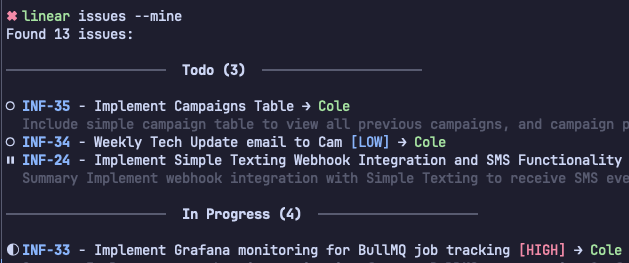 ✖ linear issues --mine
Found 13 issues:
Todo (3)
○ INF-35 - Implement Campaigns Table → Cole
Include simple campaign table to view all previous campaigns, and campaign p
○ INF-34 - Weekly Tech Update email to Cam [LOW] → Cole
⏸ INF-24 - Implement Simple Texting Webhook Integration and SMS Functionality
Summary Implement webhook integration with Simple Texting to receive SMS eve
In Progress (4)
◐ INF-33 - Implement Grafana monitoring for BullMQ job tracking [HIGH] → Cole